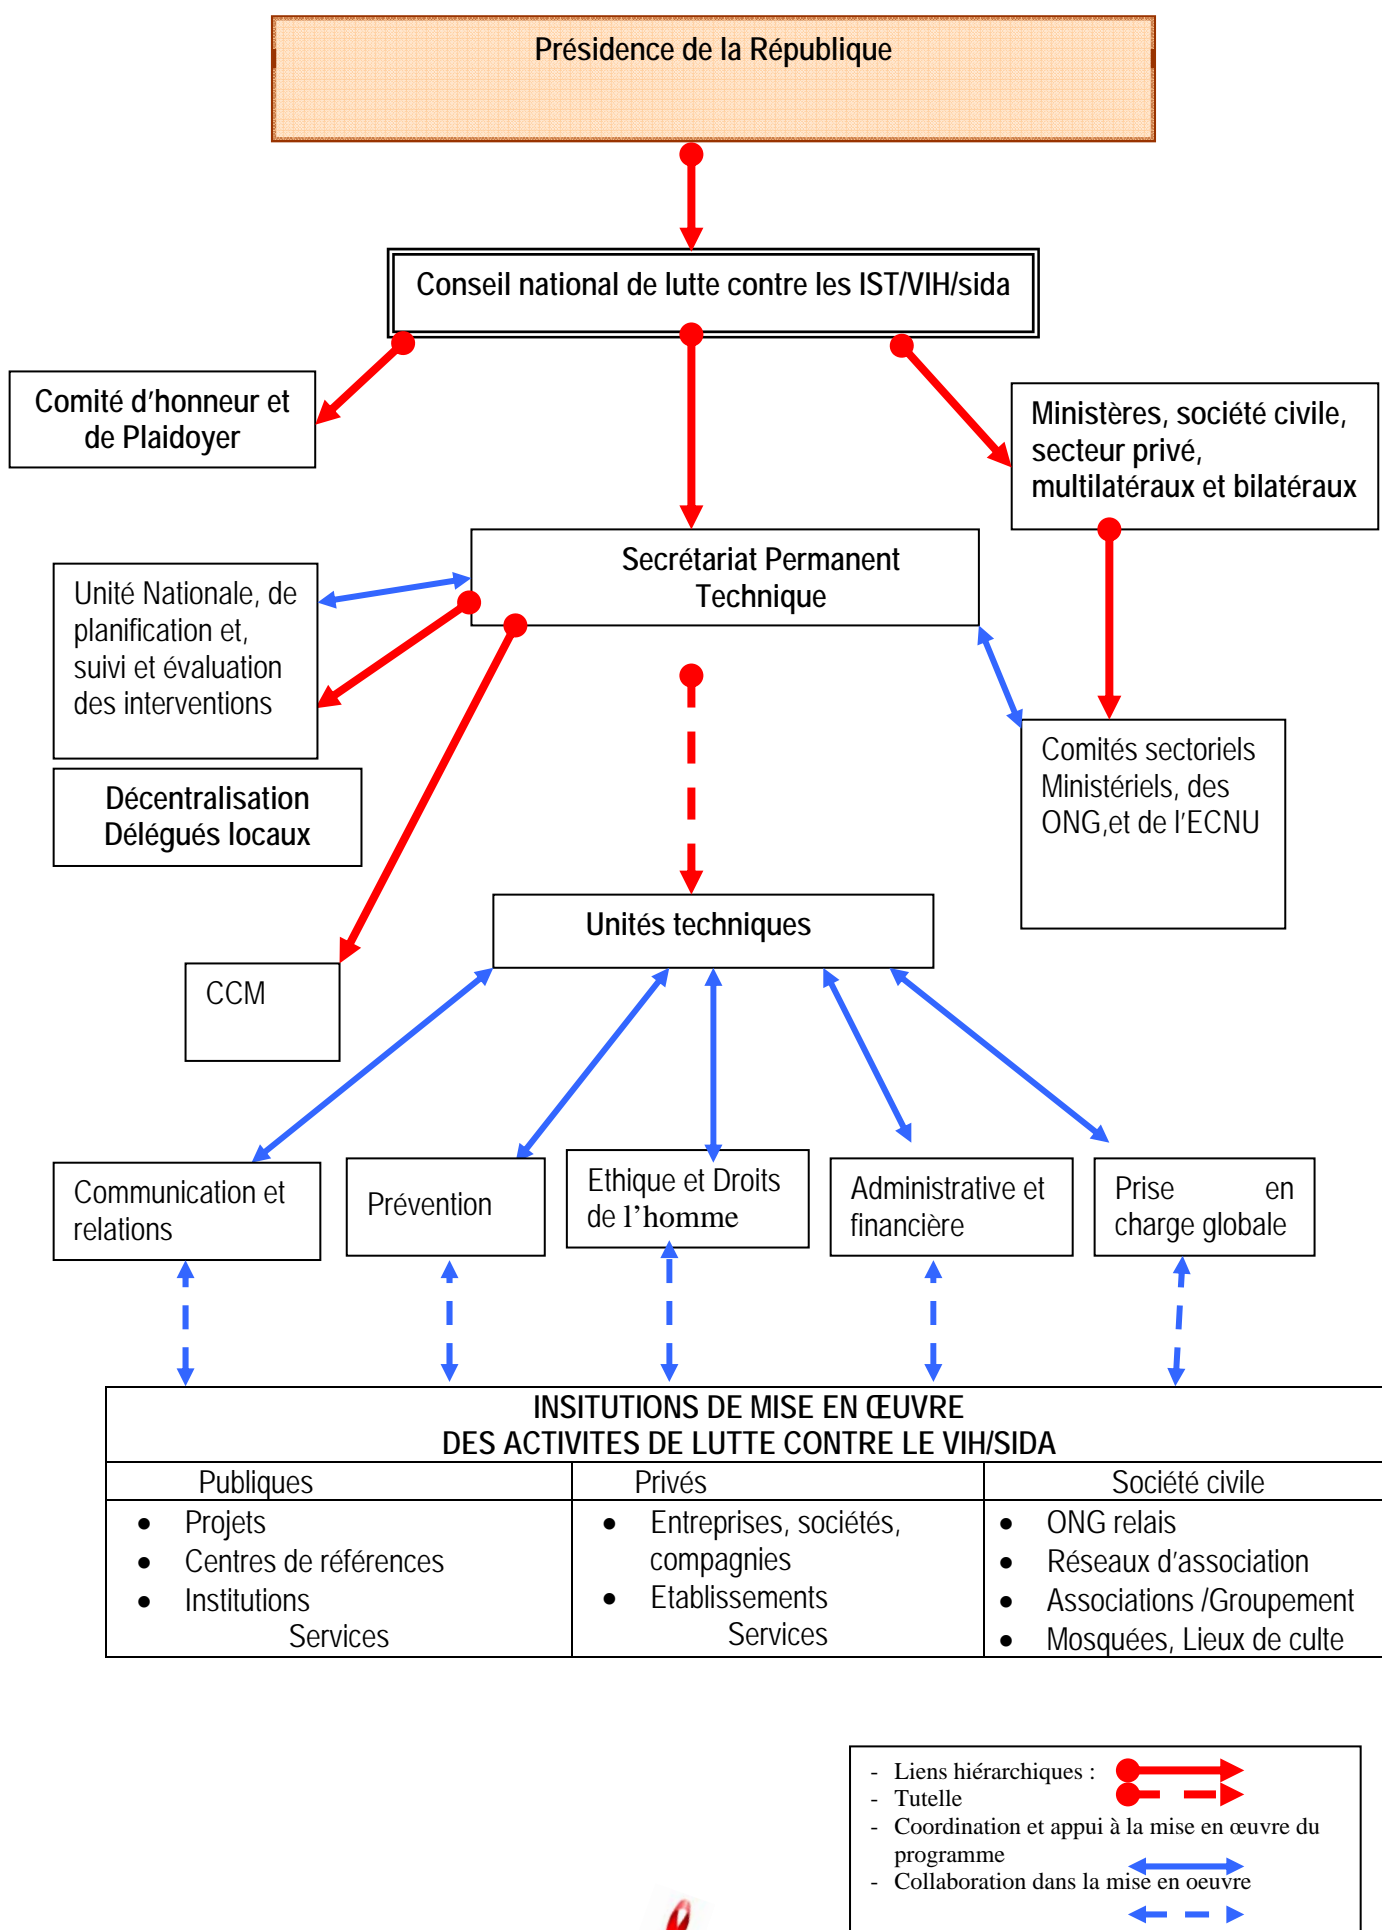 Présidence de la République
Conseil national de lutte contre les IST/VIH/sida
Comité d'honneur et
de Plaidoyer
Ministères, société civile,
secteur privé,
multilatéraux et bilatéraux
Secrétariat Permanent
Technique
Unité Nationale, de
planification et,
suivi et évaluation
des interventions
Décentralisation
Délégués locaux
Comités sectoriels
Ministériels, des
ONG,et de l'ECNU
Unités techniques
CCM
Communication et
relations
Prévention
Ethique et Droits
de l'homme
Administrative et
financière
Prise en
charge globale
INSITUTIONS DE MISE EN ŒUVRE
DES ACTIVITES DE LUTTE CONTRE LE VIH/SIDA
Publiques
Privés
Société civile
• Projets
• Centres de références
• Institutions
Services
• Entreprises, sociétés,
compagnies
• Etablissements
Services
• ONG relais
• Réseaux d'association
• Associations /Groupement
• Mosquées, Lieux de culte
- Liens hiérarchiques :
- Tutelle
- Coordination et appui à la mise en œuvre du
programme
- Collaboration dans la mise en oeuvre